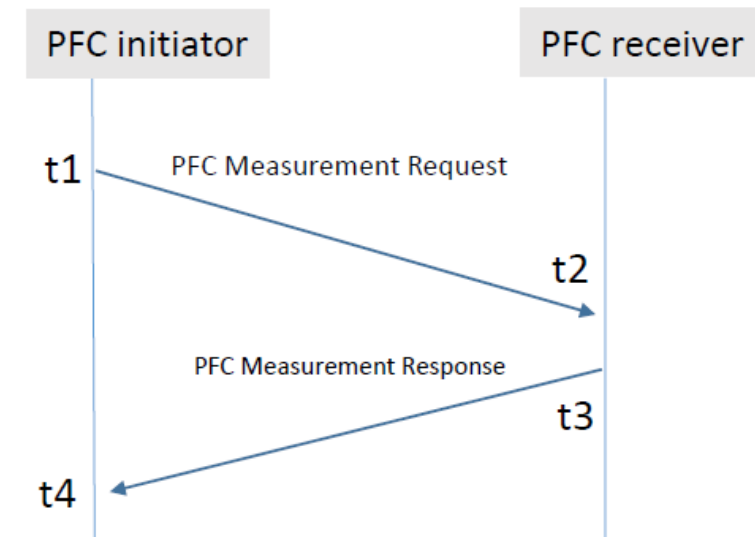 PFC initiator
PFC receiver
t1
PFC Measurement Request
t2
PFC Measurement Response
t3
t4